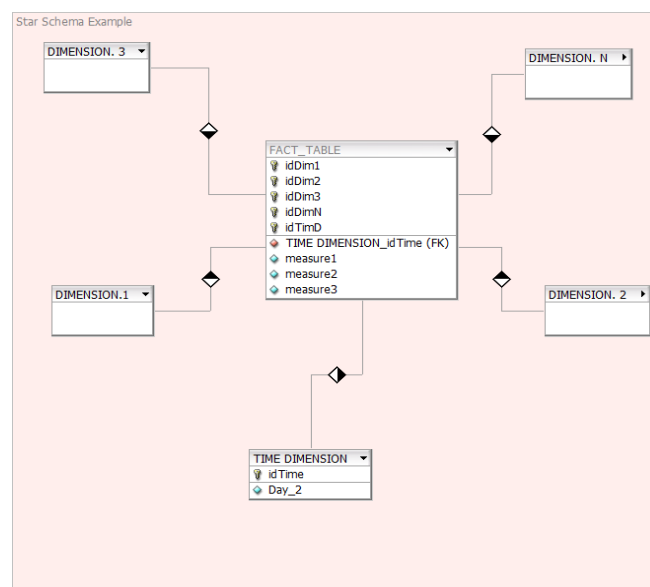 Star Schema Example
DIMENSION. 3
DIMENSION. N
FACT_TABLE
idDim1
idDim2
idDim3
idDimN
idTimD
TIME DIMENSION_idTime (FK)
measure1
measure2
measure3
DIMENSION.1
DIMENSION. 2
TIME DIMENSION
idTime
Day_2